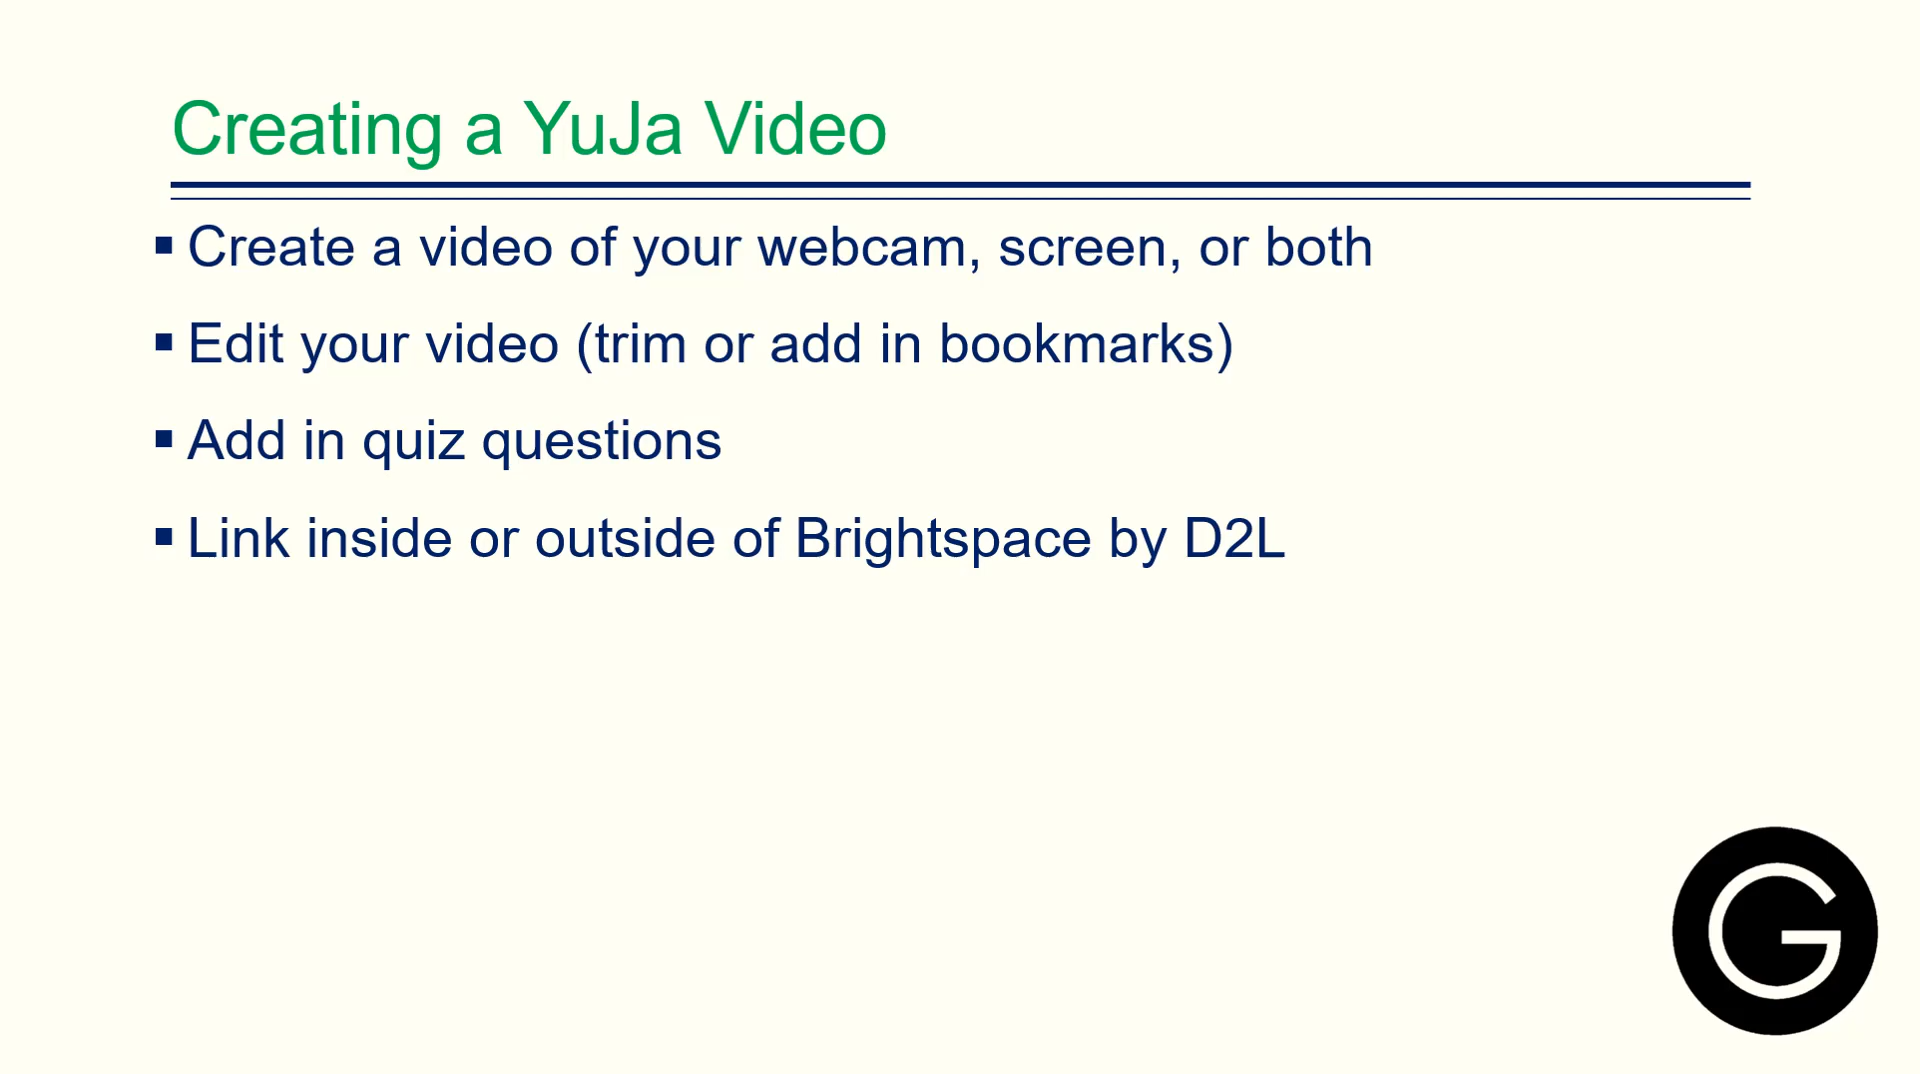 Creating a YuJa Video
▪ Create a video of your webcam, screen, or both
▪ Edit your video (trim or add in bookmarks)
▪ Add in quiz questions
▪ Link inside or outside of Brightspace by D2L
G